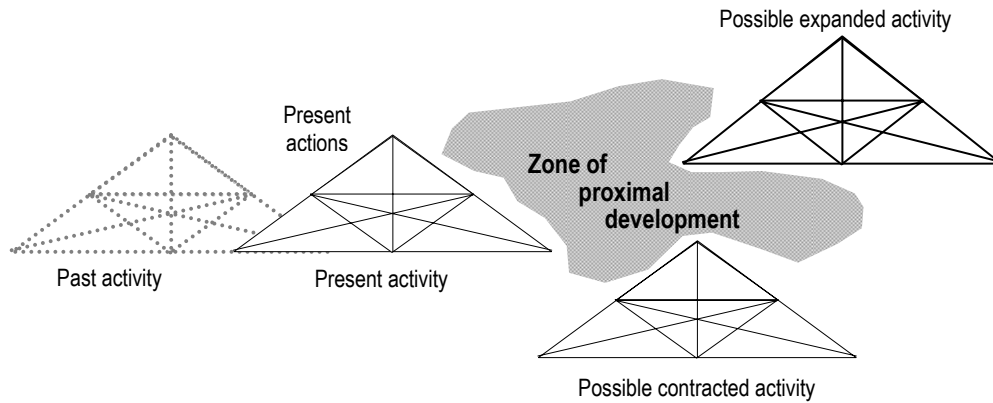 Possible expanded activity
Present
actions
Zone of
proximal
development
Past activity
Present activity
Possible contracted activity